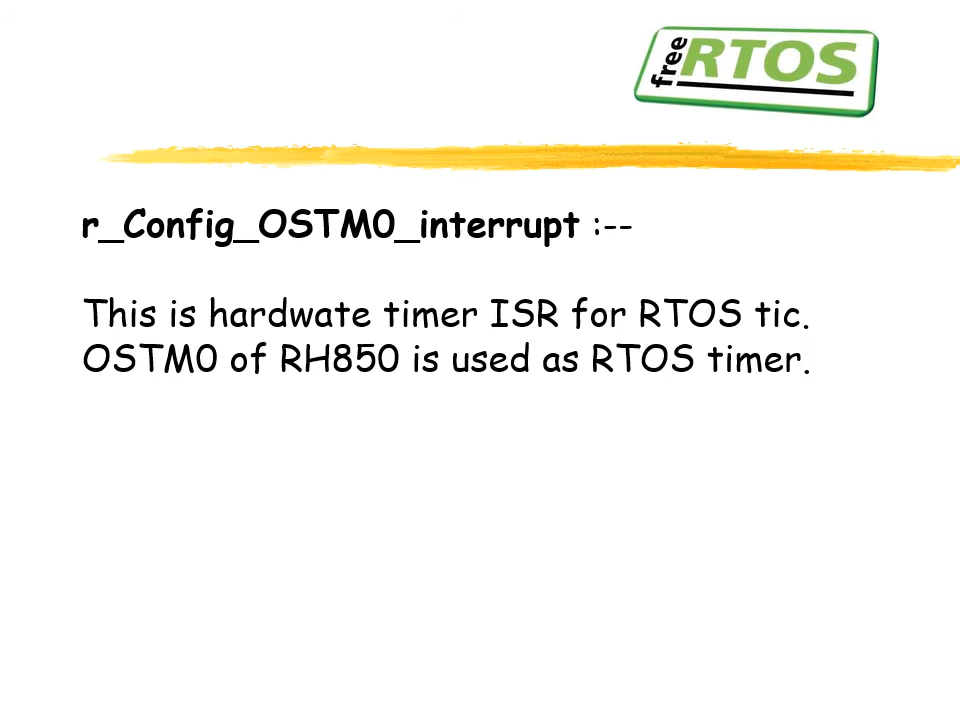 free RTOS
r_Config_OSTM0_interrupt :--
This is hardwate timer ISR for RTOS tic.
OSTM0 of RH850 is used as RTOS timer.